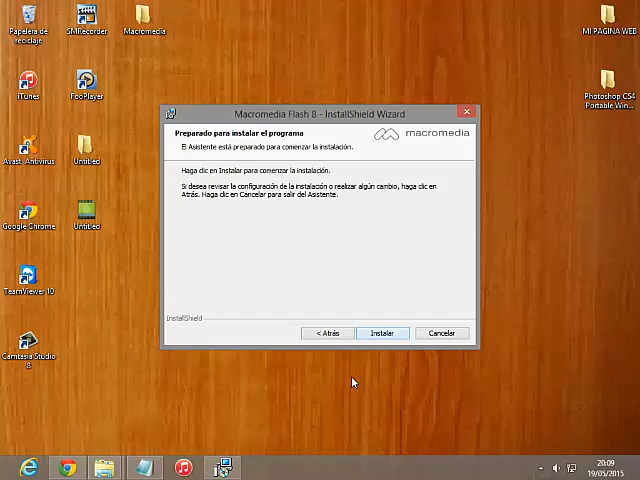 Papelera de
reciclaje
SMRecorder
Macromedia
MI PAGINA WEB
iTunes
FooPlayer
Photoshop CS4
Portable Win...
Avast Antivirus
Untitled
Google Chrome
Untitled
TeamViewer 10
Camtasia Studio
8
Macromedia Flash 8 - InstallShield Wizard
Preparado para instalar el programa
macromedia
El Asistente está preparado para comenzar la instalación.
Haga clic en Instalar para comenzar la instalación.
Si desea revisar la configuración de la instalación o realizar algún cambio, haga clic en
Atrás. Haga clic en Cancelar para salir del Asistente.
InstallShield
< Atrás
Instalar
Cancelar
20:09
19/05/2015